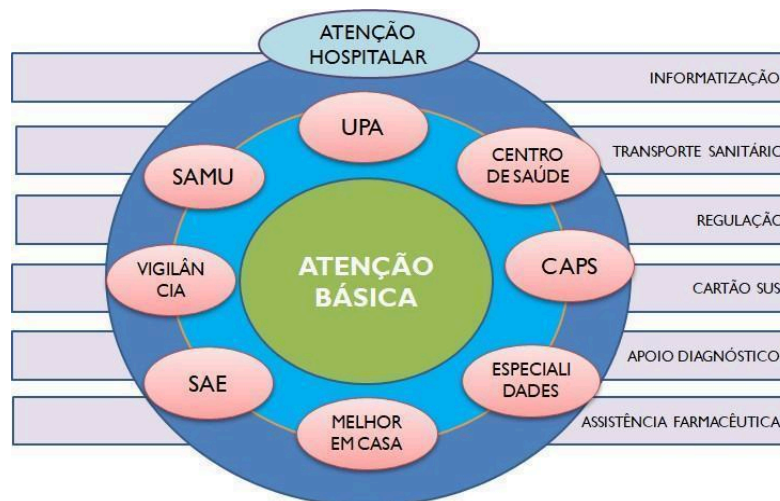 ATENÇÃO
HOSPITALAR
INFORMATIZAÇÃO
UPA
CENTRO
DE SAÚDE
TRANSPORTE SANITÁRIO
SAMU
REGULAÇÃO
VIGILÂN
CIA
ATENÇÃO
BÁSICA
CAPS
CARTÃO SUS
SAE
ESPECIALI
DADES
APOIO DIAGNÓSTICO
MELHOR
EM CASA
ASSISTÊNCIA FARMACÊUTICA